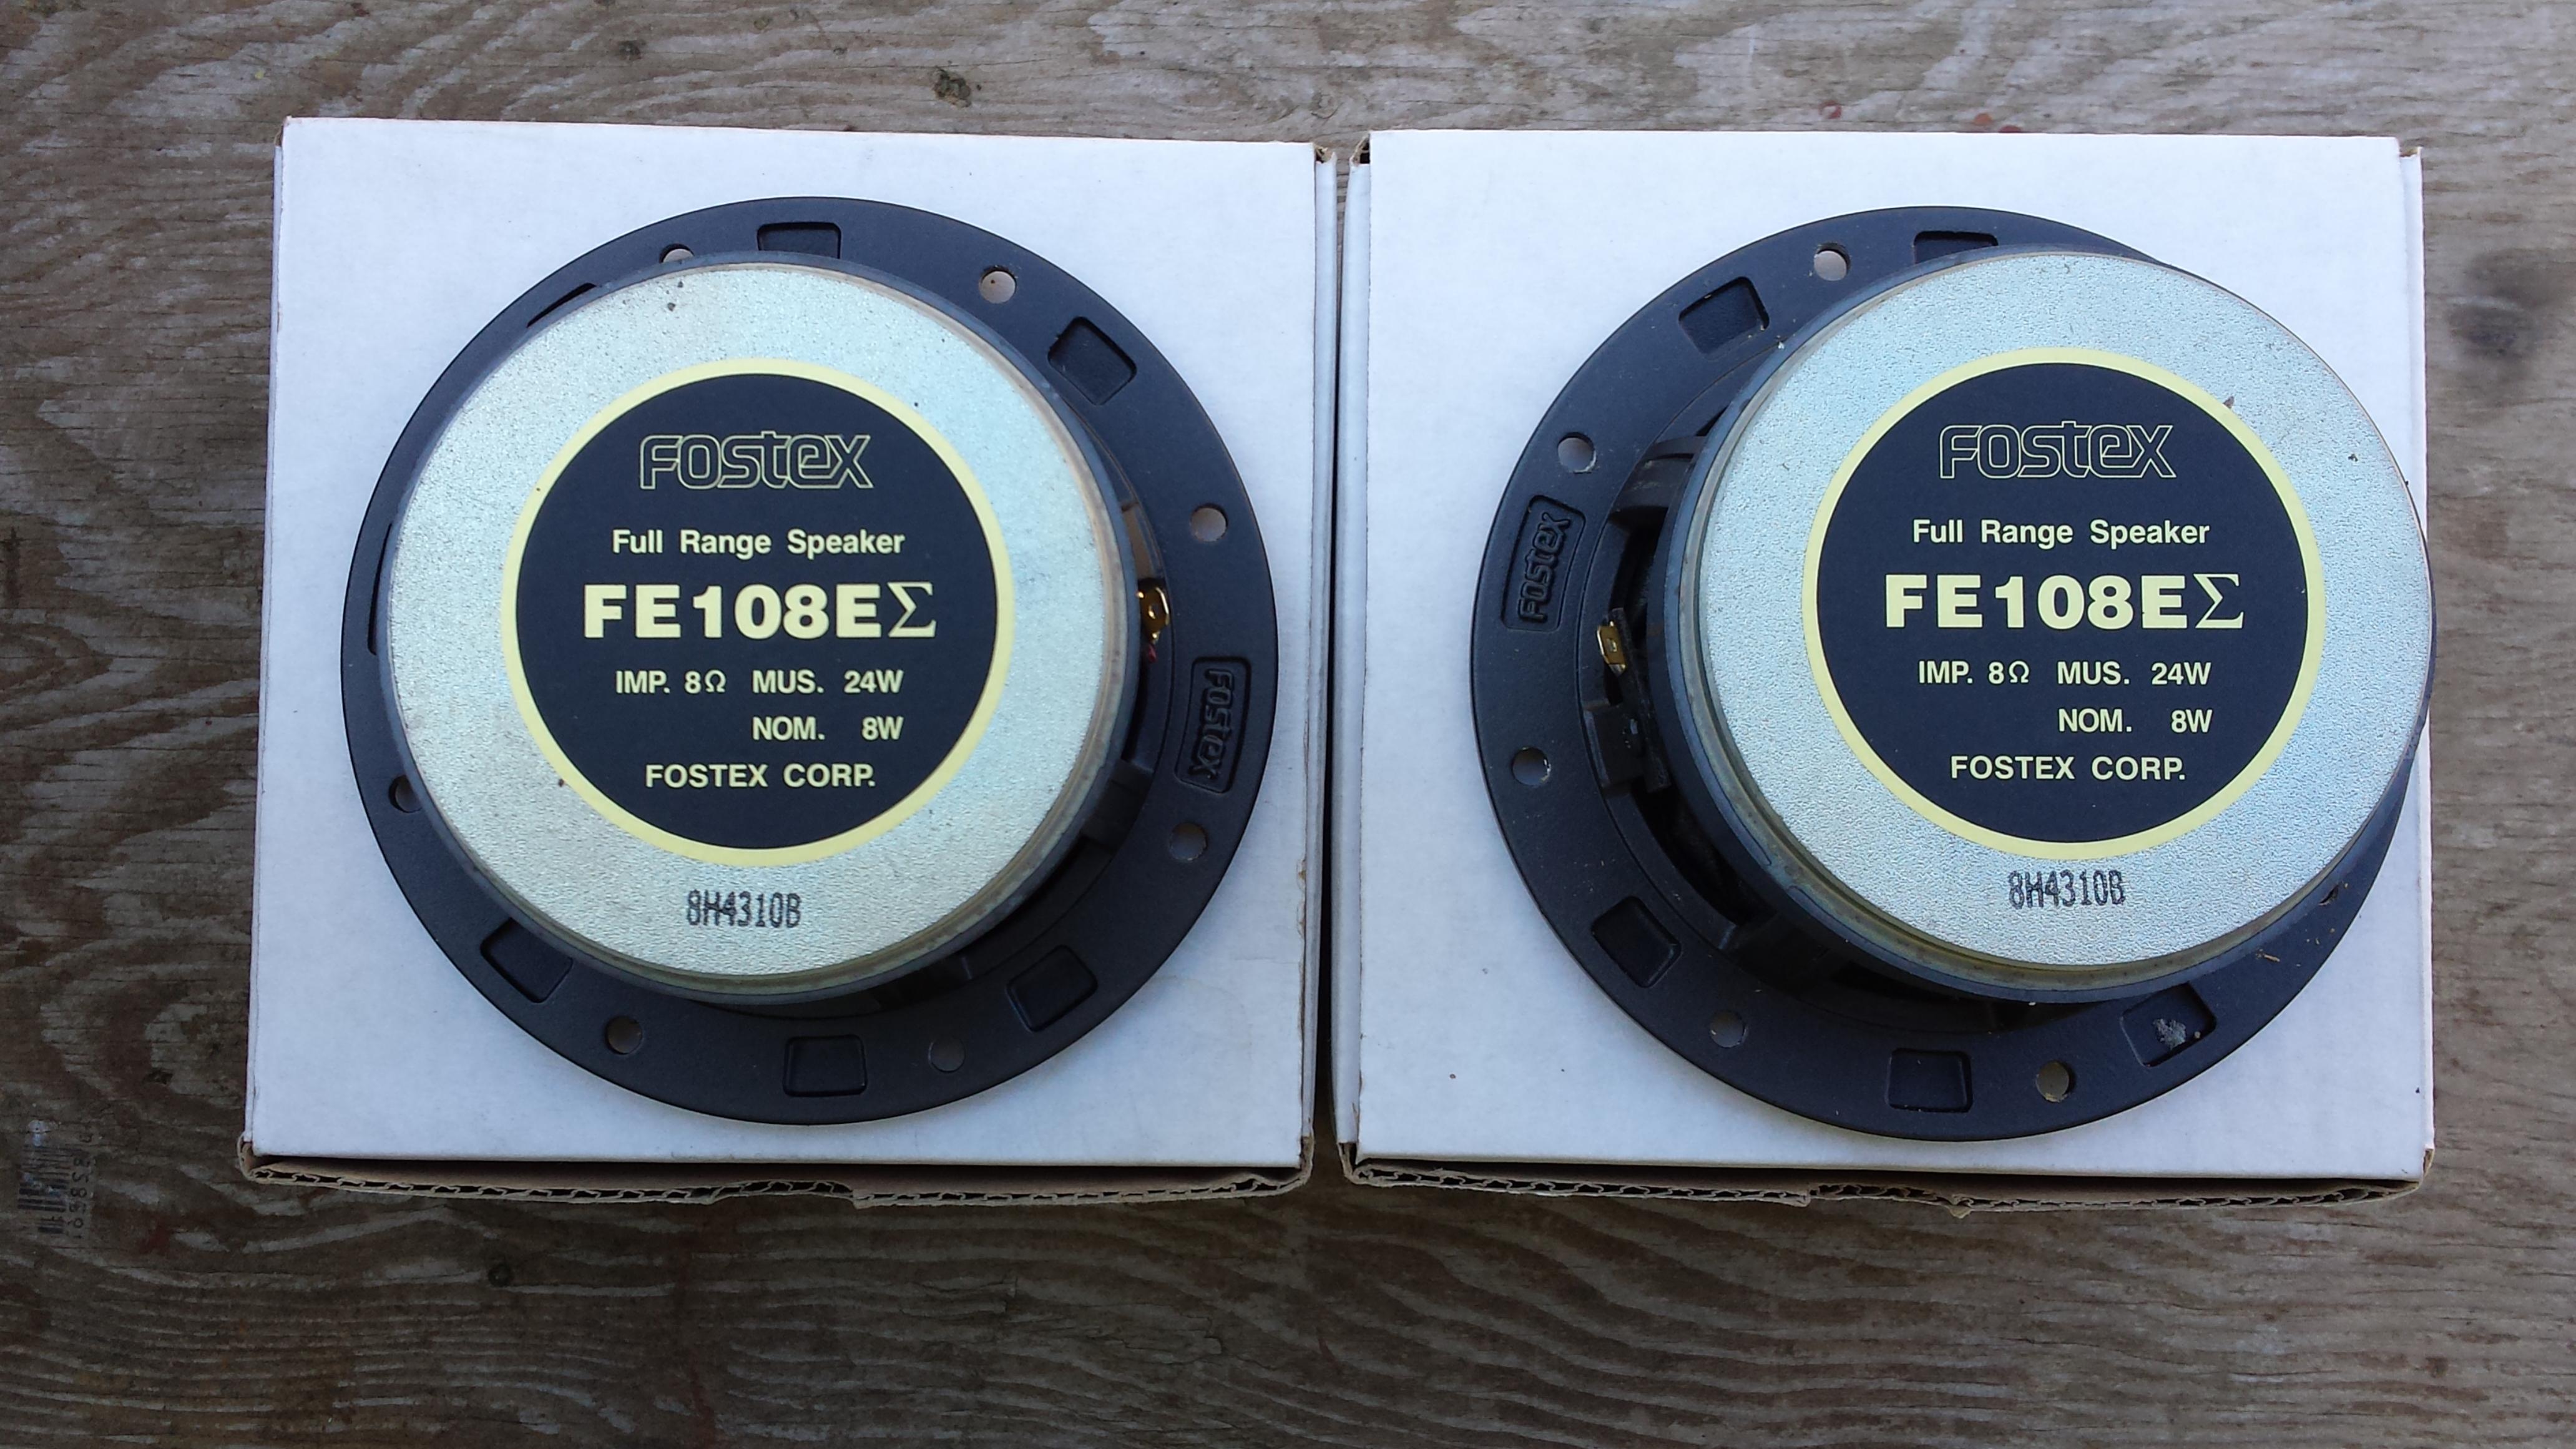 FOSTEX
Full Range Speaker
FE108EΣ
IMP. 8Ω MUS. 24W
NOM. 8W
FOSTEX CORP.
8H4310B
FOSTEX
FOSTEX
FOSTEX
Full Range Speaker
FE108EΣ
IMP. 8Ω MUS. 24W
NOM. 8W
FOSTEX CORP.
8H4310B